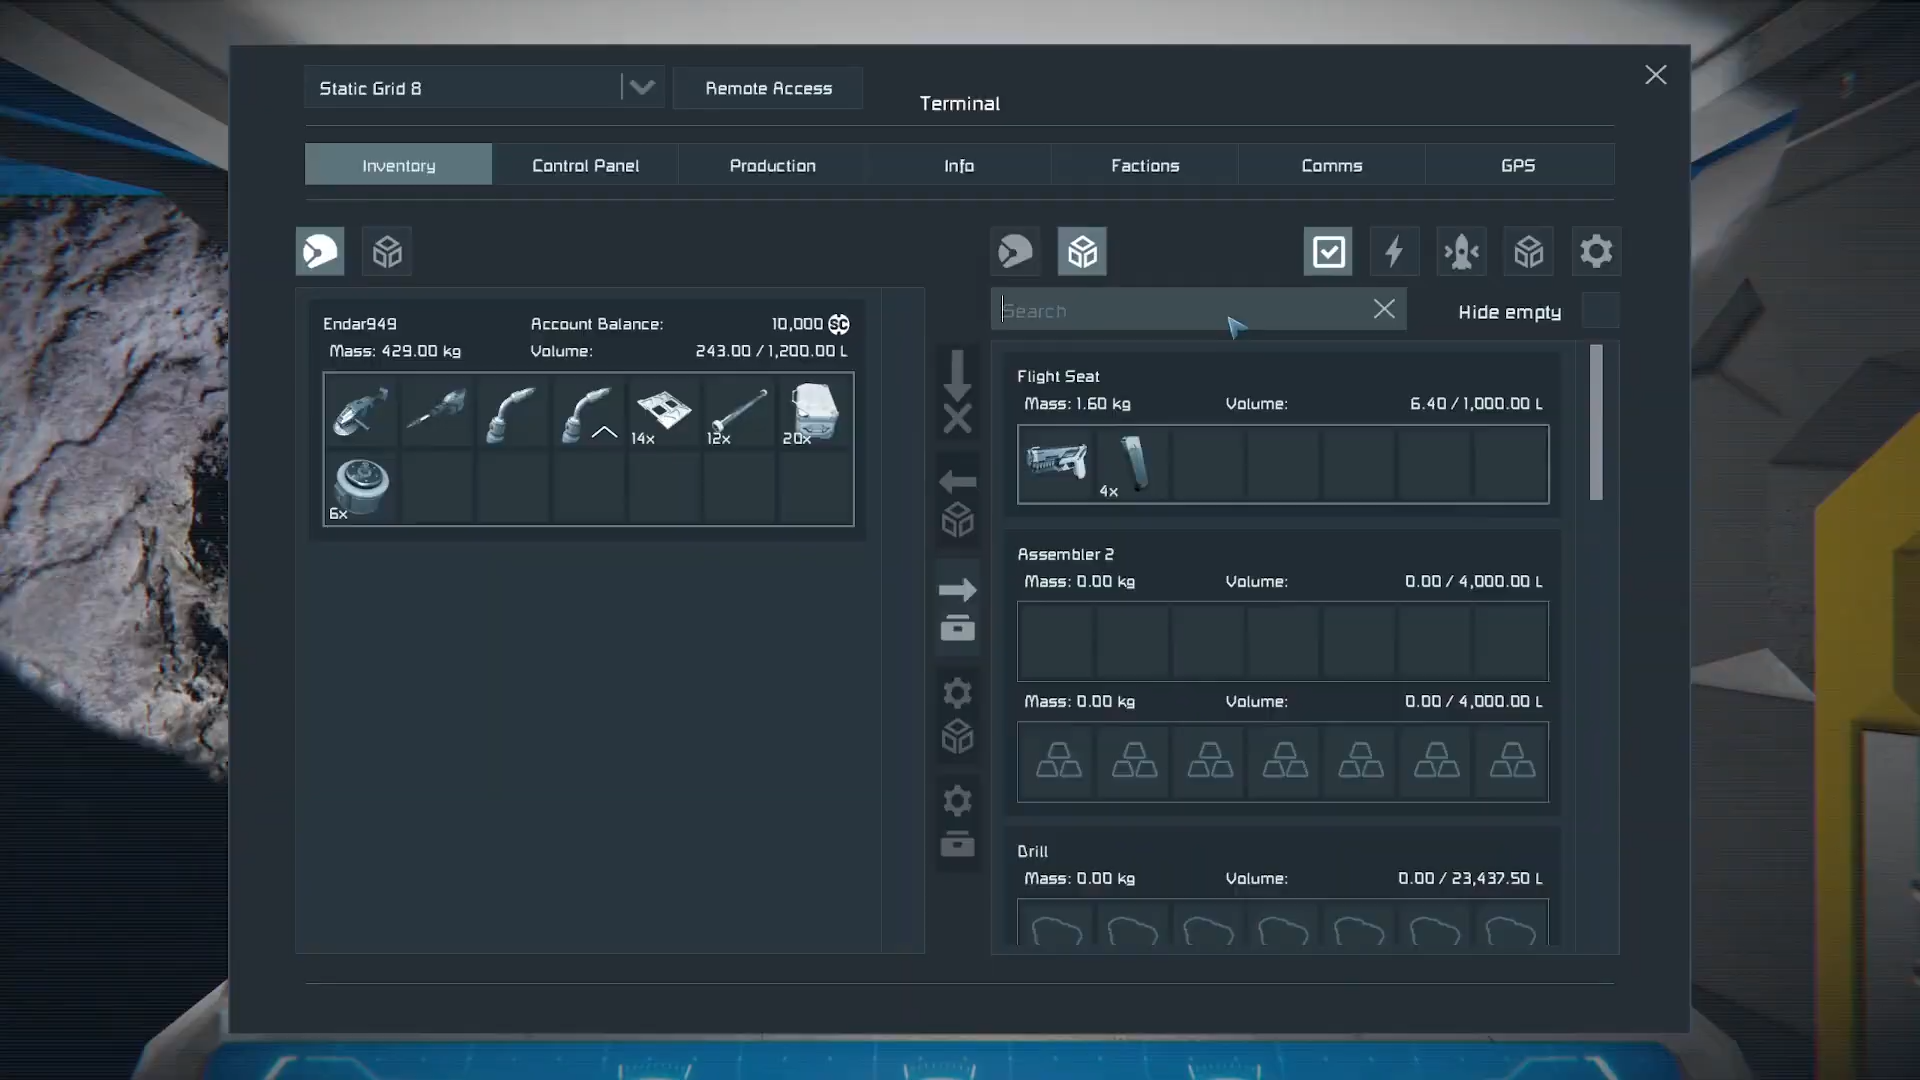 Static Grid 8
Remote Access
Terminal
Inventory
Control Panel
Production
Info
Factions
Comms
GPS
Search
Hide empty
Endar949
Account Balance:
10,000 SC
Mass: 429.00 kg
Volume:
243.00 / 1,200.00 L
14x
12x
20x
6x
Flight Seat
Mass: 1.60 kg
Volume:
6.40 / 1,000.00 L
4x
Assembler 2
Mass: 0.00 kg
Volume:
0.00 / 4,000.00 L
Mass: 0.00 kg
Volume:
0.00 / 4,000.00 L
Drill
Mass: 0.00 kg
Volume:
0.00 / 23,437.50 L